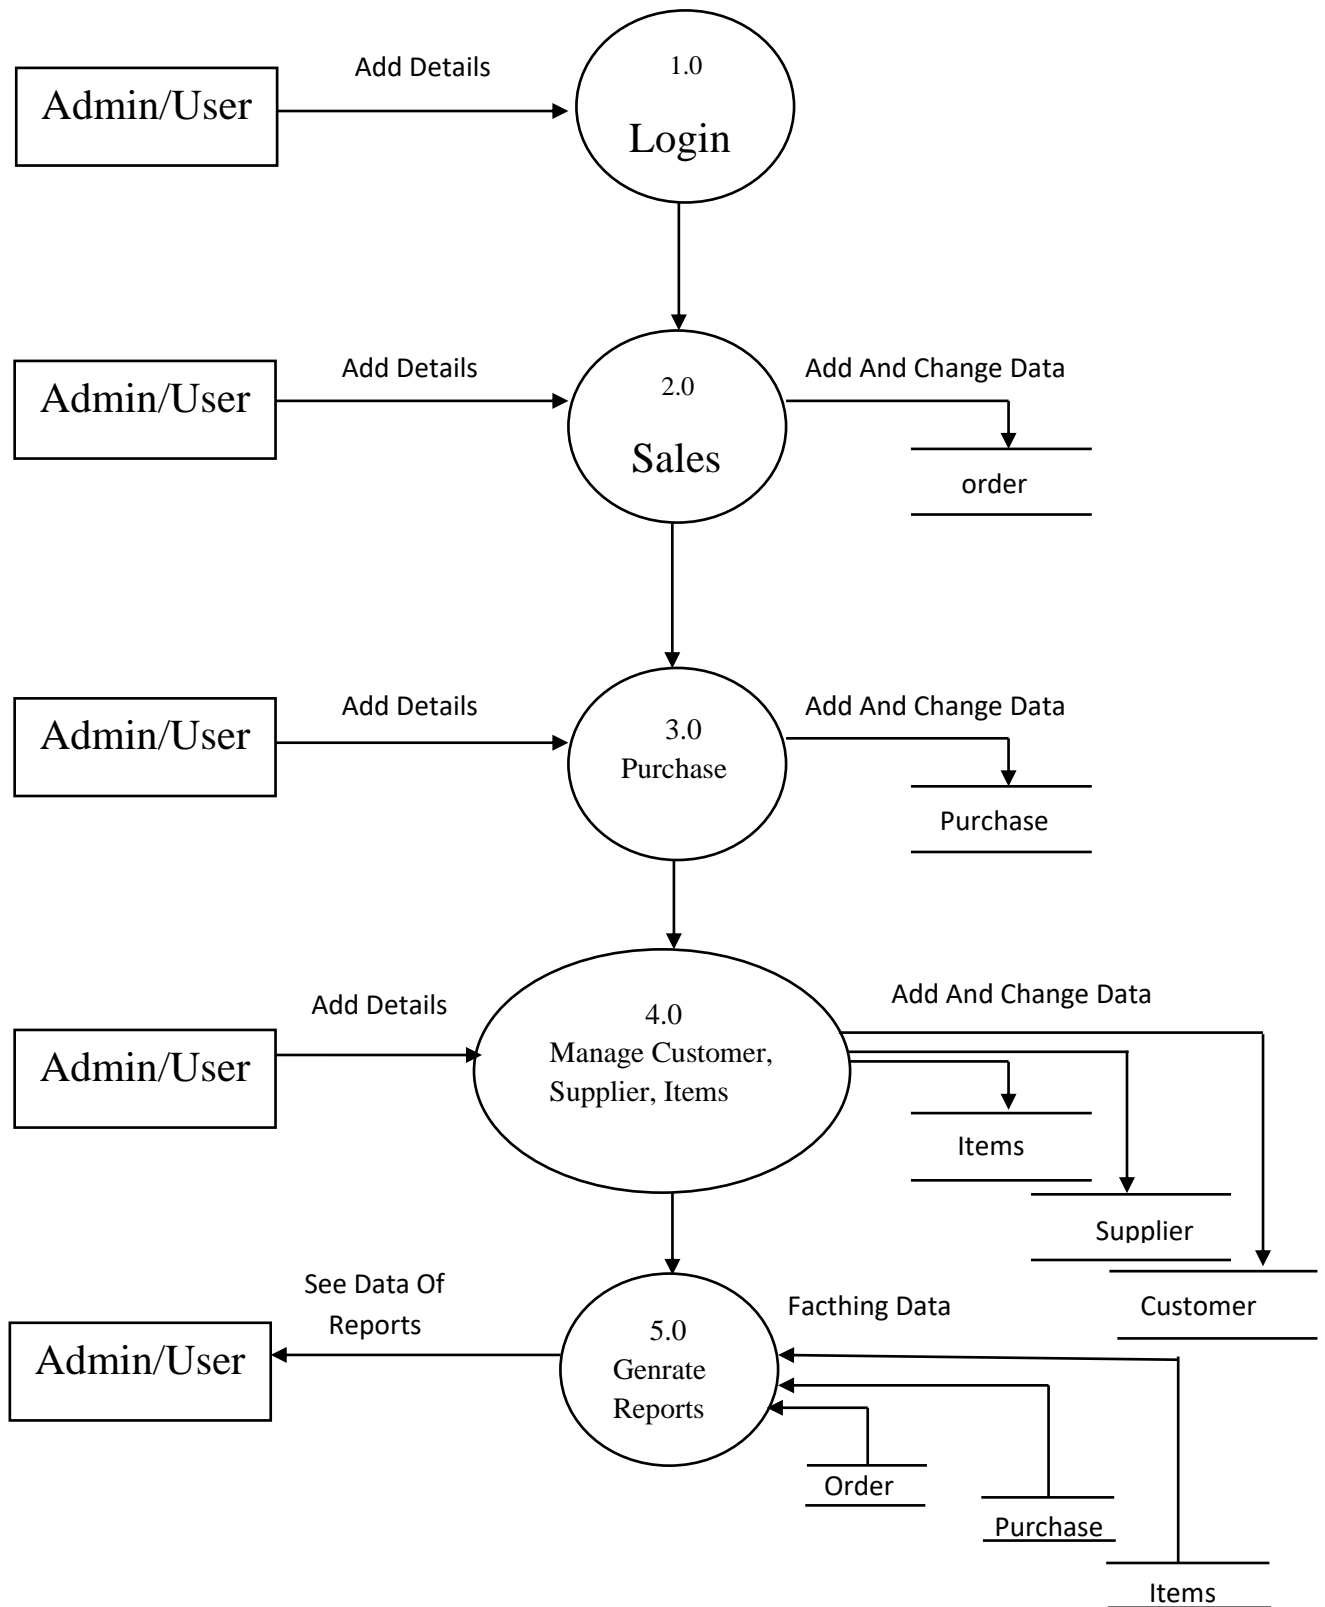 Add Details
1.0
Admin/User
Login
Add Details
Add And Change Data
2.0
Admin/User
Sales
order
Add Details
Add And Change Data
3.0
Admin/User
Purchase
Purchase
Add Details
Add And Change Data
4.0
Admin/User
Manage Customer,
Supplier, Items
Items
Supplier
Customer
See Data Of
Reports
Facthing Data
5.0
Admin/User
Genrate
Reports
Order
Purchase
Items